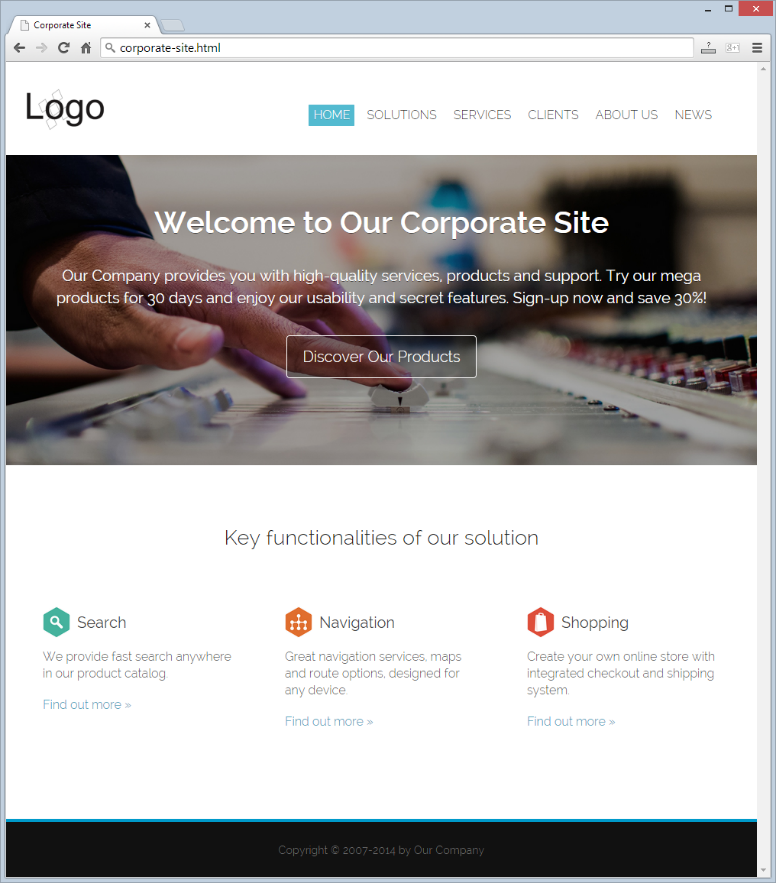 Corporate Site
corporate-site.html
Logo
HOME SOLUTIONS SERVICES CLIENTS ABOUT US NEWS
Welcome to Our Corporate Site
Our Company provides you with high-quality services, products and support. Try our mega
products for 30 days and enjoy our usability and secret features. Sign-up now and save 30%!
Discover Our Products
Key functionalities of our solution
Search
We provide fast search anywhere
in our product catalog.
Find out more »
Navigation
Great navigation services, maps
and route options, designed for
any device.
Find out more »
Shopping
Create your own online store with
integrated checkout and shipping
system.
Find out more »
Copyright © 2007-2014 by Our Company